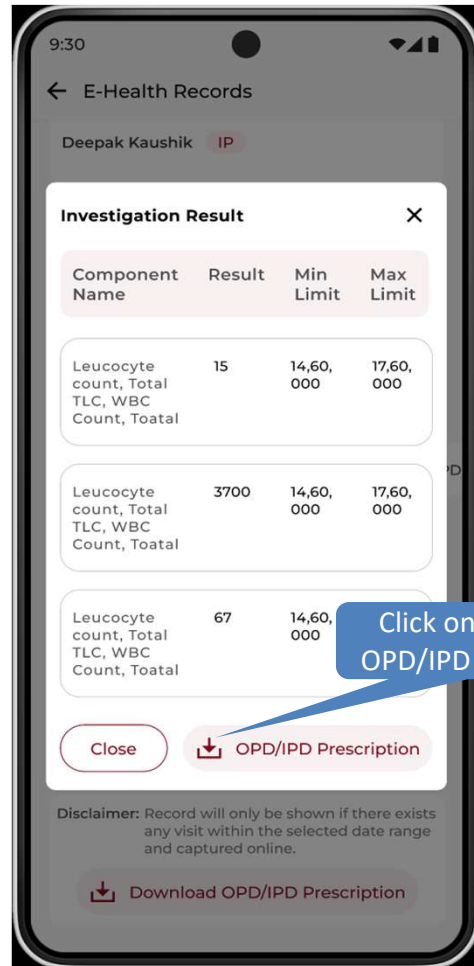 9:30
E-Health Records
Deepak Kaushik IP
Investigation Result
Component Result Min Max
Name Limit Limit
Leucocyte 15 14,60, 17,60,
count, Total 000 000
TLC, WBC
Count, Toatal
Leucocyte 3700 14,60, 17,60,
count, Total 000 000
TLC, WBC
Count, Toatal
Leucocyte 67 14,60,
count, Total 000
TLC, WBC
Count, Toatal
Click on
OPD/IPD
Close OPD/IPD Prescription
Disclaimer: Record will only be shown if there exists
any visit within the selected date range
and captured online.
Download OPD/IPD Prescription